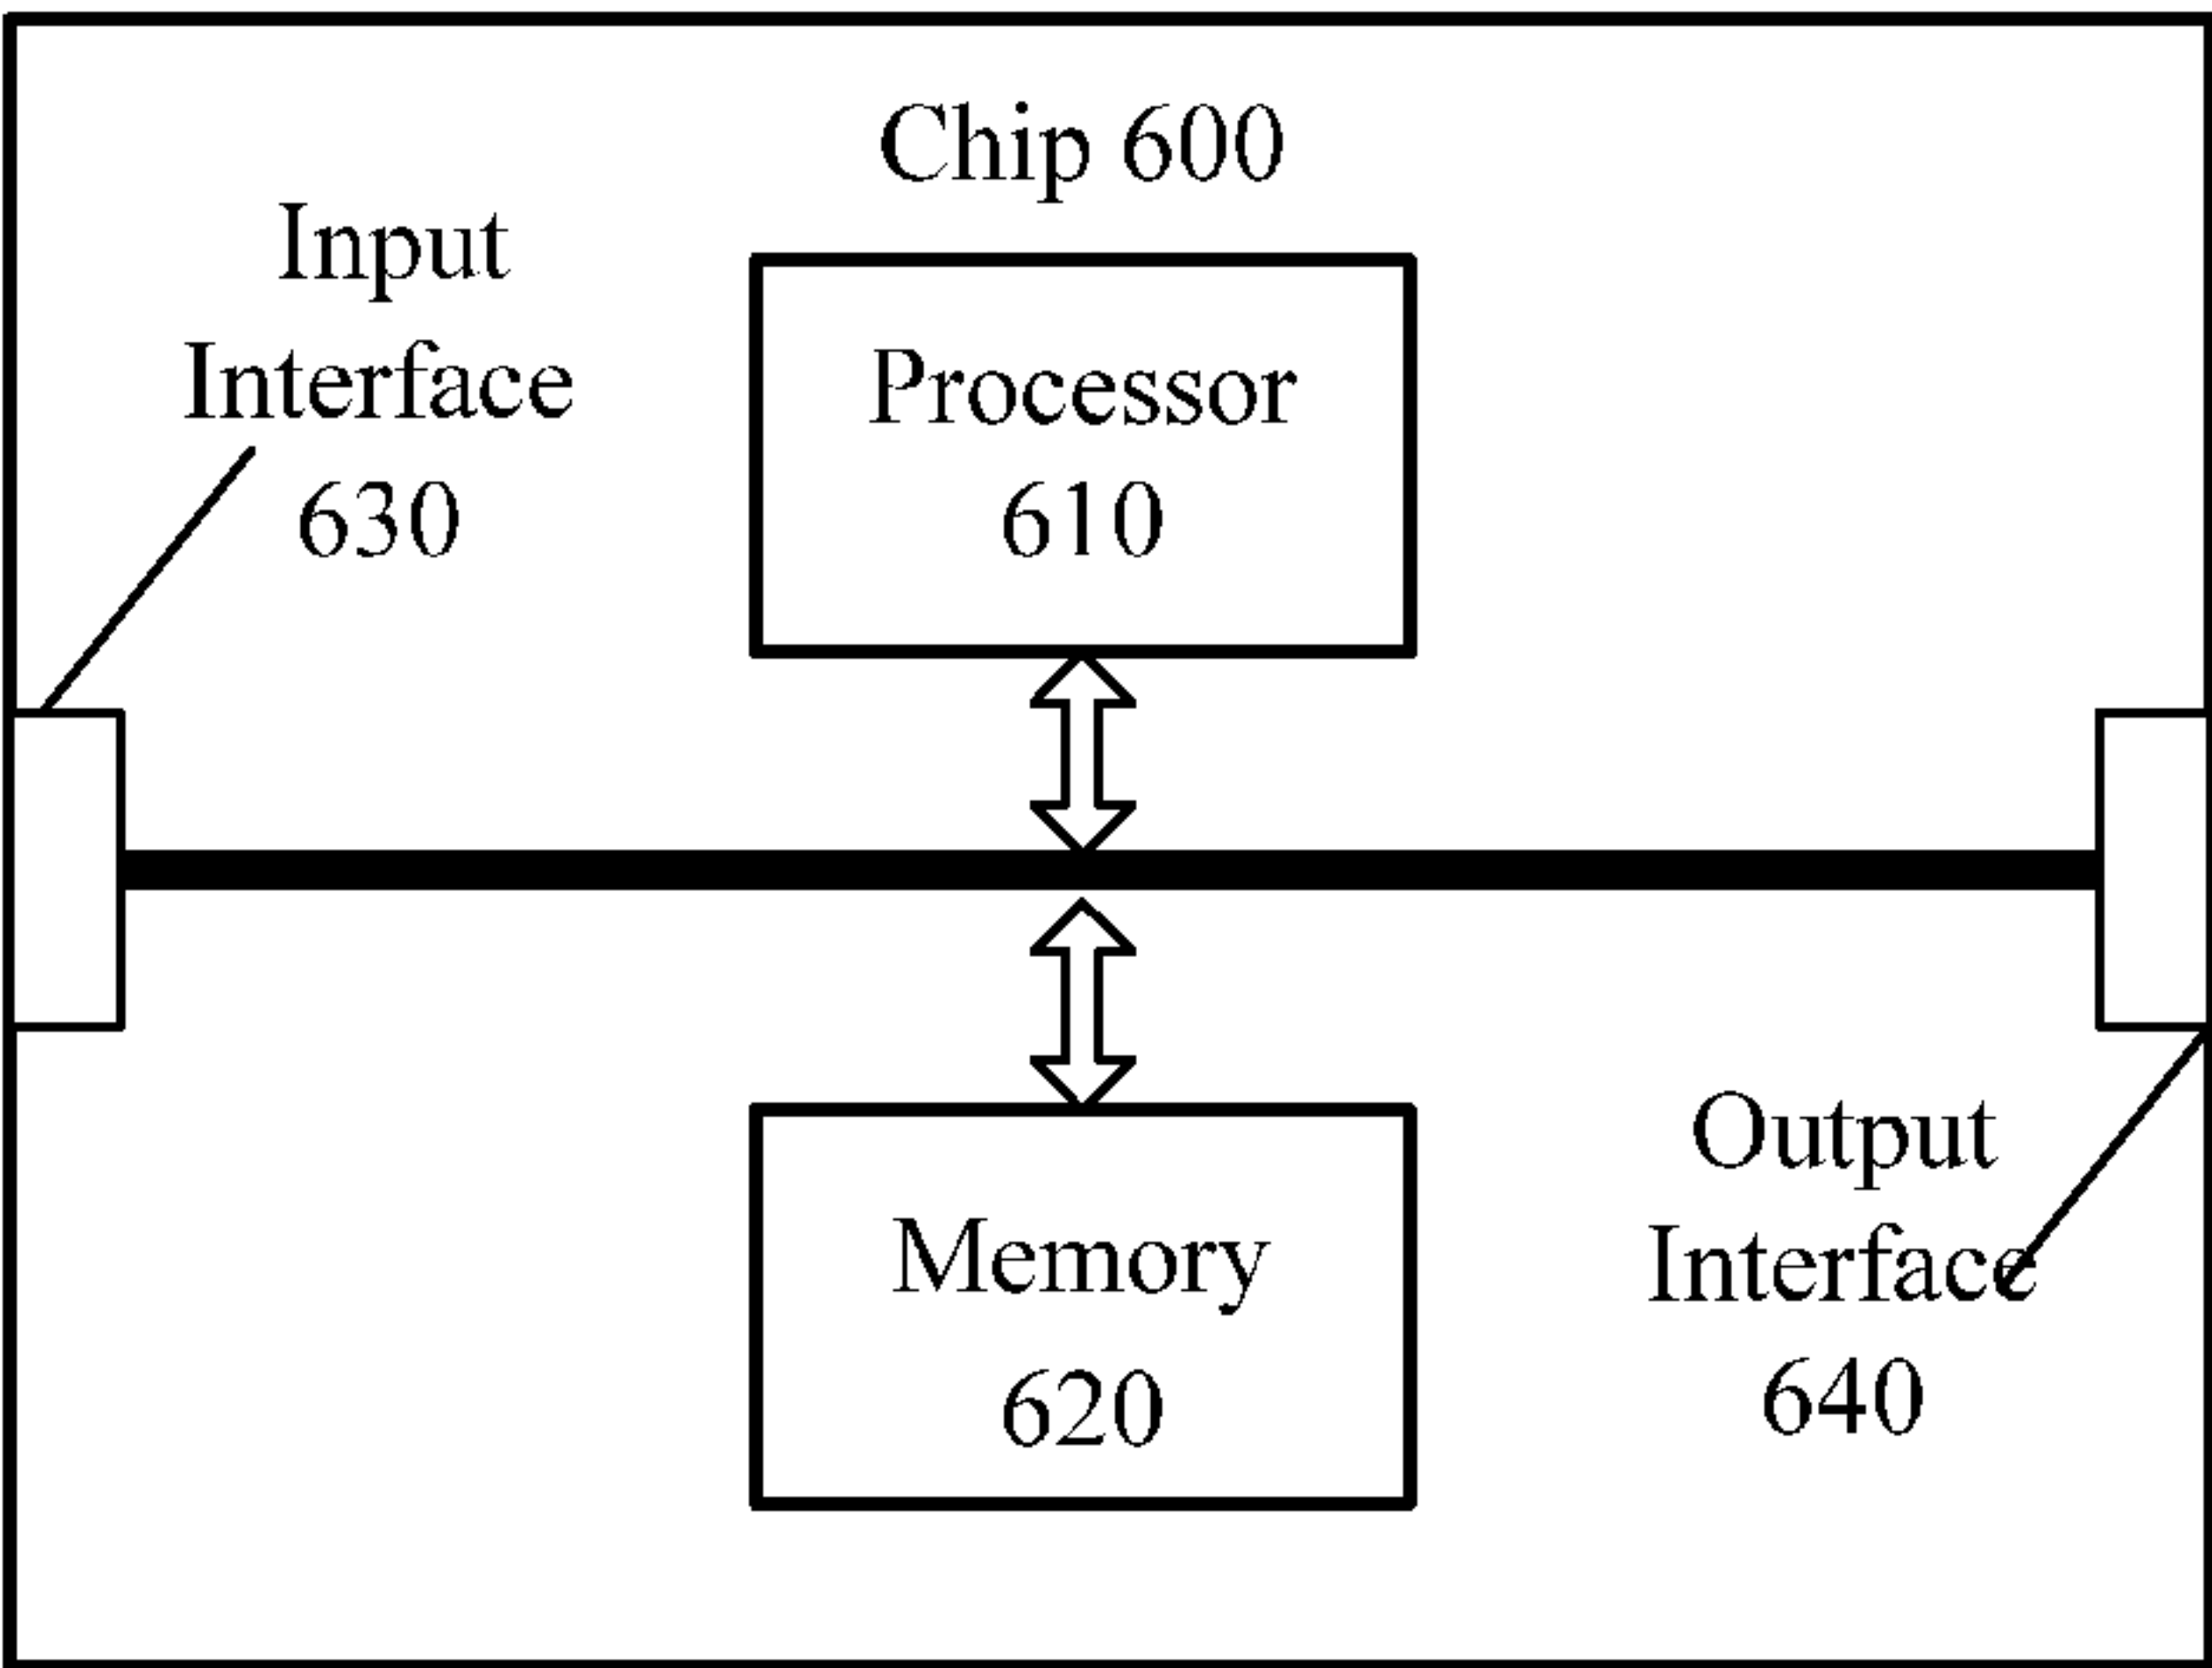 Chip 600
Input
Interface
630
Processor
610
Memory
620
Output
Interface
640